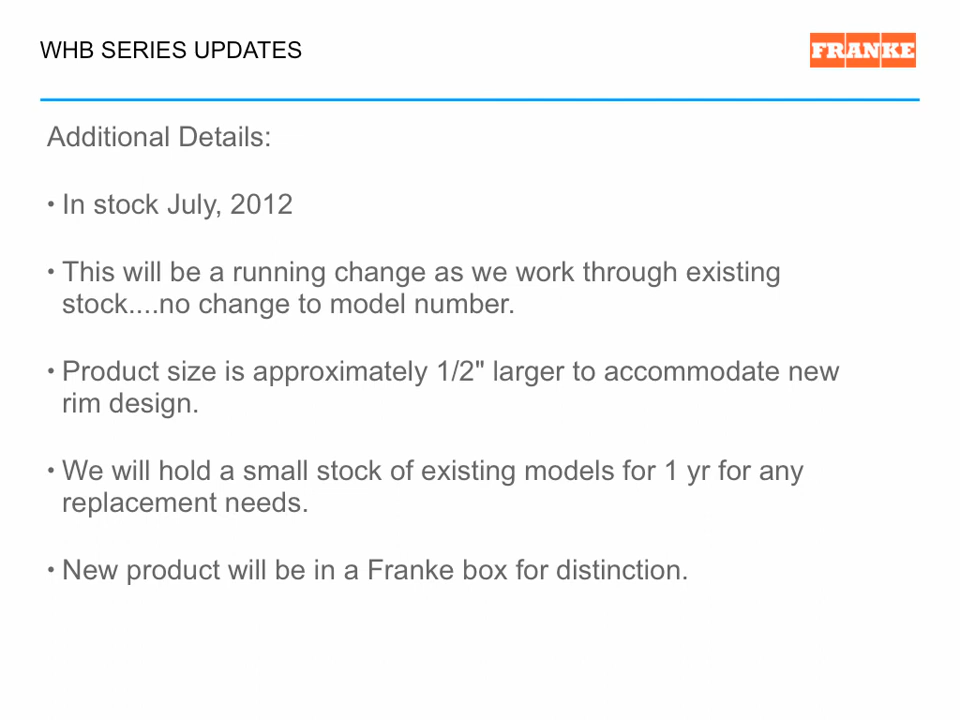 WHB SERIES UPDATES
FRANKE
Additional Details:
• In stock July, 2012
• This will be a running change as we work through existing
stock....no change to model number.
• Product size is approximately 1/2" larger to accommodate new
rim design.
• We will hold a small stock of existing models for 1 yr for any
replacement needs.
• New product will be in a Franke box for distinction.